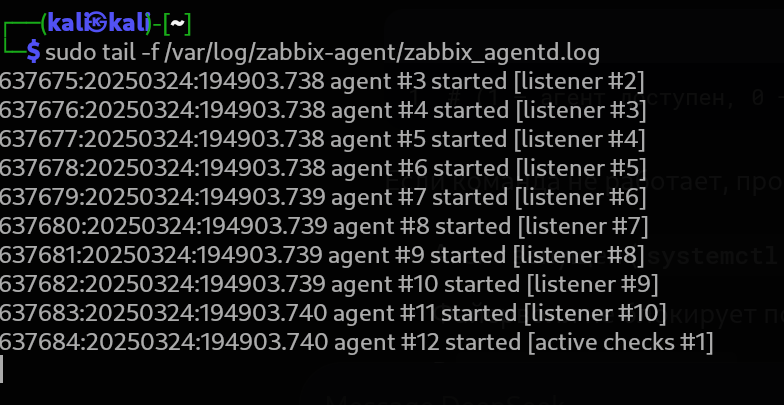 ┌──(kali㉿kali)-[~]
└─$ sudo tail -f /var/log/zabbix-agent/zabbix_agentd.log
637675:20250324:194903.738 agent #3 started [listener #2]
637676:20250324:194903.738 agent #4 started [listener #3]
637677:20250324:194903.738 agent #5 started [listener #4]
637678:20250324:194903.738 agent #6 started [listener #5]
637679:20250324:194903.739 agent #7 started [listener #6]
637680:20250324:194903.739 agent #8 started [listener #7]
637681:20250324:194903.739 agent #9 started [listener #8]
637682:20250324:194903.739 agent #10 started [listener #9]
637683:20250324:194903.740 agent #11 started [listener #10]
637684:20250324:194903.740 agent #12 started [active checks #1]